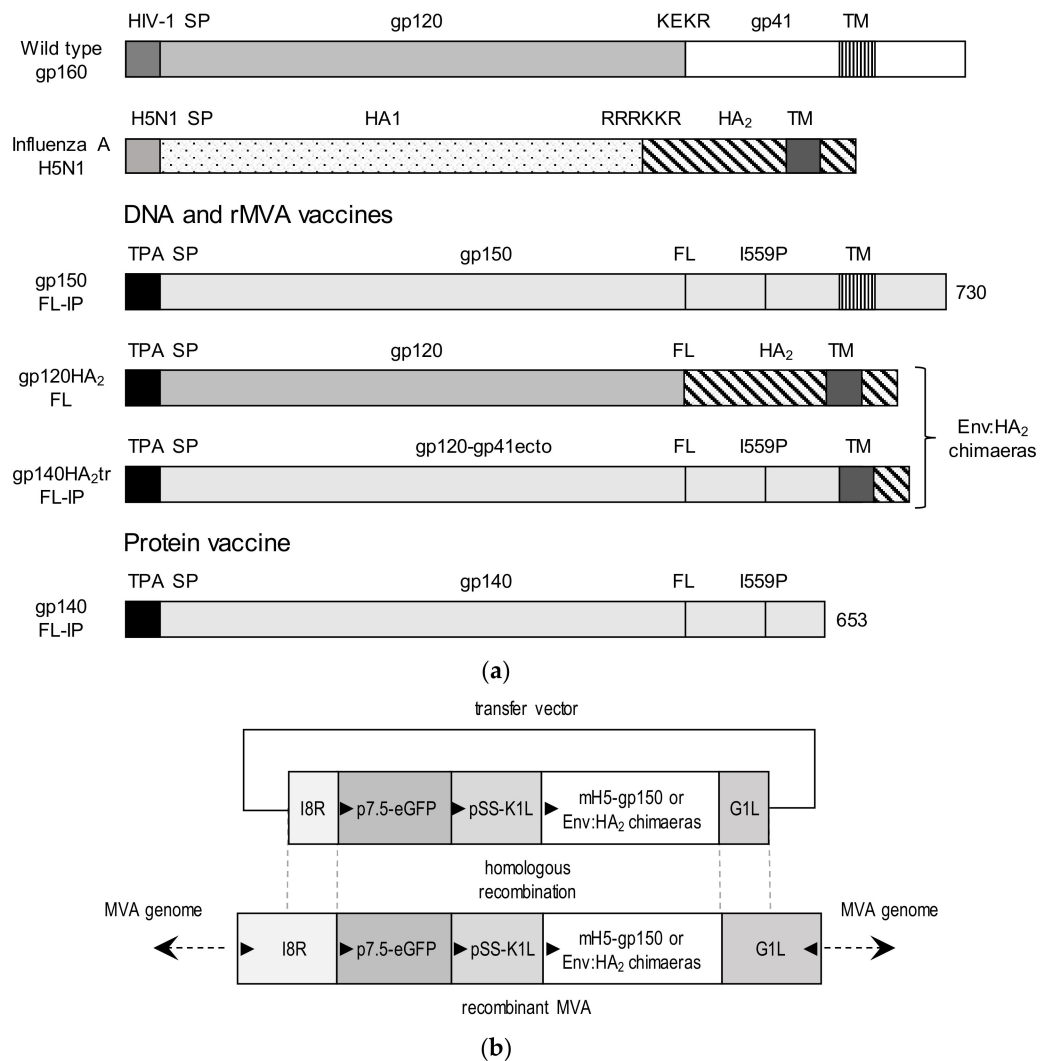 HIV-1 SP gp120 KEKR gp41 TM
Wild type
gp160
H5N1 SP HA1 RRRKKR HA₂ TM
Influenza A
H5N1
DNA and rMVA vaccines
TPA SP gp150 FL I559P TM
gp150
FL-IP
730
TPA SP gp120 FL HA₂ TM
gp120HA₂
FL
Env:HA₂
chimaeras
TPA SP gp120-gp41ecto FL I559P TM
gp140HA₂tr
FL-IP
Protein vaccine
TPA SP gp140 FL I559P
gp140
FL-IP
653
(a)
transfer vector
I8R p7.5-eGFP pSS-K1L mH5-gp150 or
Env:HA₂ chimaeras G1L
homologous
recombination
MVA genome MVA genome
I8R p7.5-eGFP pSS-K1L mH5-gp150 or
Env:HA₂ chimaeras G1L
recombinant MVA
(b)